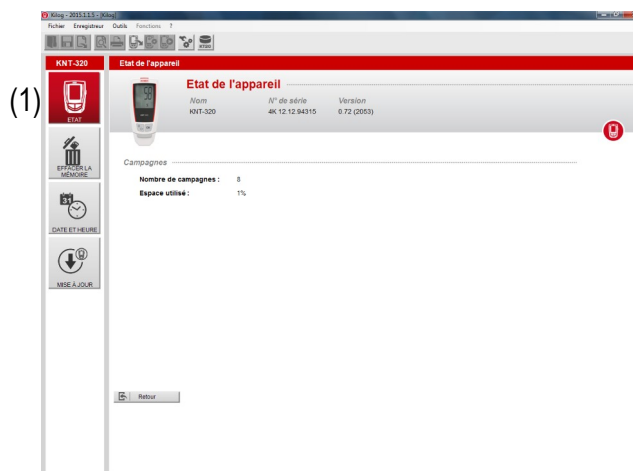 Kilog - 2015.1.1.5 - [Kilog]
Fichier Enregistreur Outils Fonctions ?
KNT-320
Etat de l'appareil
(1)
ETAT
Etat de l'appareil
Nom N° de série Version
KNT-320 4K 12.12.94315 0.72 (2053)
EFFACER LA
MÉMOIRE
Campagnes
Nombre de campagnes : 8
Espace utilisé : 1%
31
DATE ET HEURE
MISE À JOUR
Retour